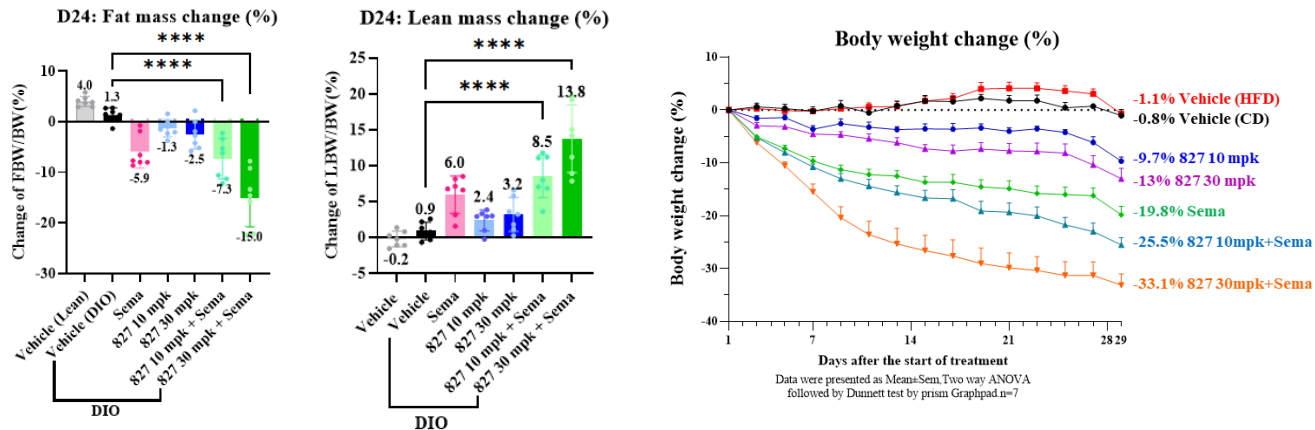 D24: Fat mass change (%)
****
****
Change of FBW/BW(%)
10
0
-10
-20
-30
4.0
1.3
-5.9
-1.3
-2.5
-7.3
-15.0
Vehicle (Lean)
Vehicle (DIO)
Sema
827 10 mpk
827 30 mpk
827 10 mpk + Sema
827 30 mpk + Sema
DIO
D24: Lean mass change (%)
****
****
Change of LBW/BW(%)
25
20
15
10
5
0
-5
-0.2
0.9
6.0
2.4
3.2
8.5
13.8
Vehicle
Vehicle
Sema
827 10 mpk
827 30 mpk
827 10 mpk + Sema
827 30 mpk + Sema
DIO
Body weight change (%)
Body weight change (%)
10
0
-10
-20
-30
-40
1
7
14
21
28 29
-1.1% Vehicle (HFD)
-0.8% Vehicle (CD)
-9.7% 827 10 mpk
-13% 827 30 mpk
-19.8% Sema
-25.5% 827 10mpk+Sema
-33.1% 827 30mpk+Sema
Days after the start of treatment
Data were presented as Mean±Sem,Two way ANOVA
followed by Dunnett test by prism Graphpad.n=7